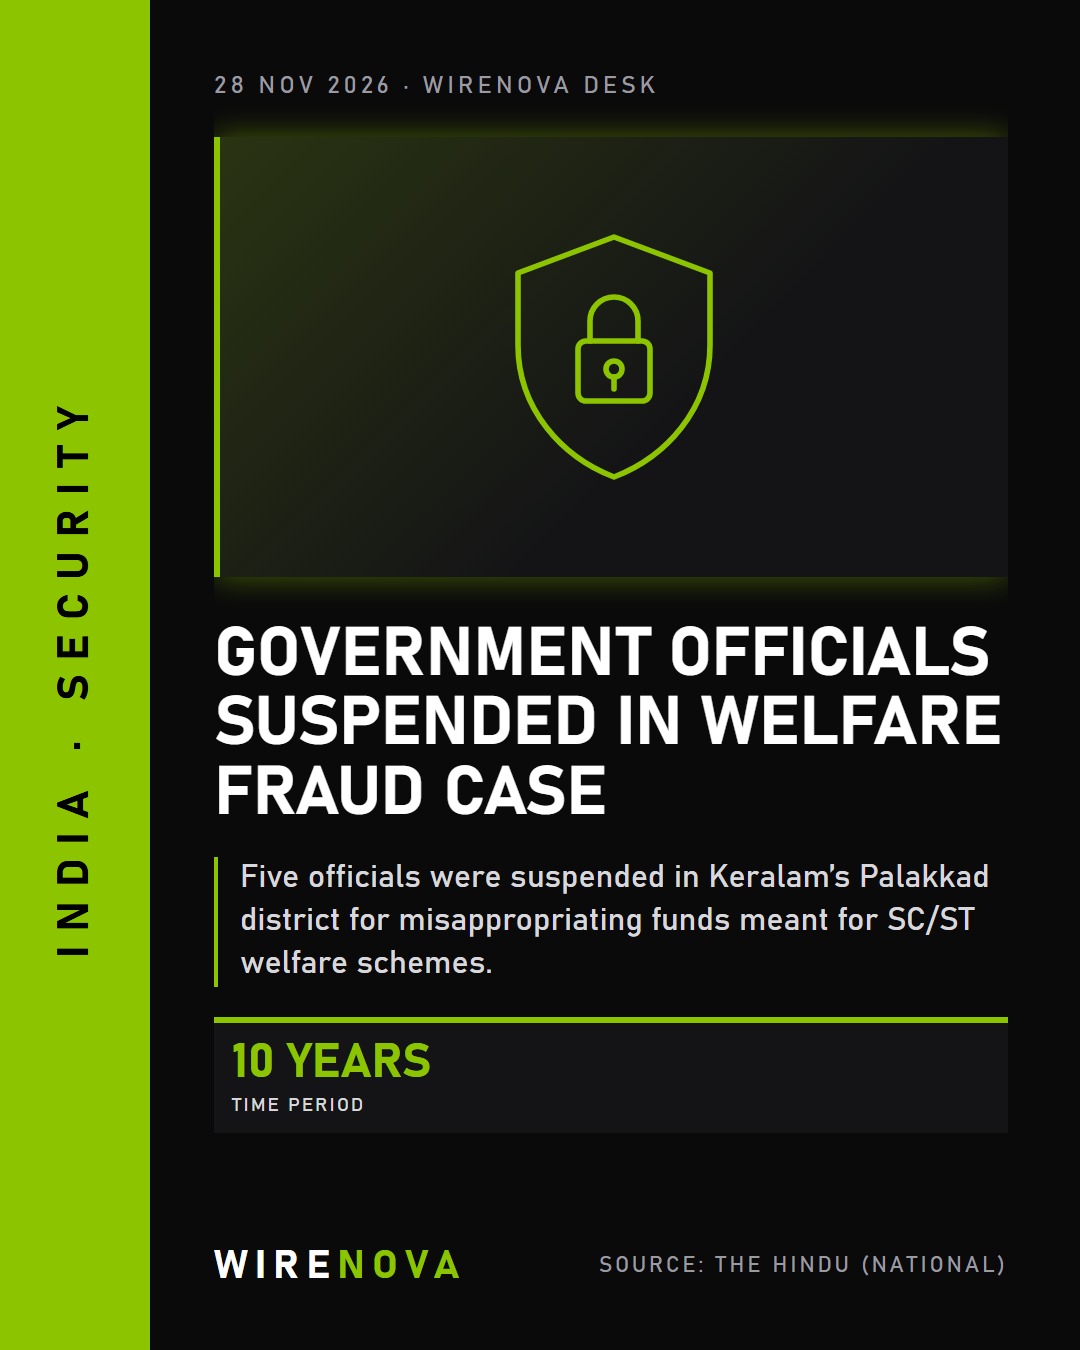 INDIA · SECURITY
28 NOV 2026 · WIRENOVA DESK
GOVERNMENT OFFICIALS
SUSPENDED IN WELFARE
FRAUD CASE
Five officials were suspended in Keralam’s Palakkad
district for misappropriating funds meant for SC/ST
welfare schemes.
10 YEARS
TIME PERIOD
WIRENOVA
SOURCE: THE HINDU (NATIONAL)